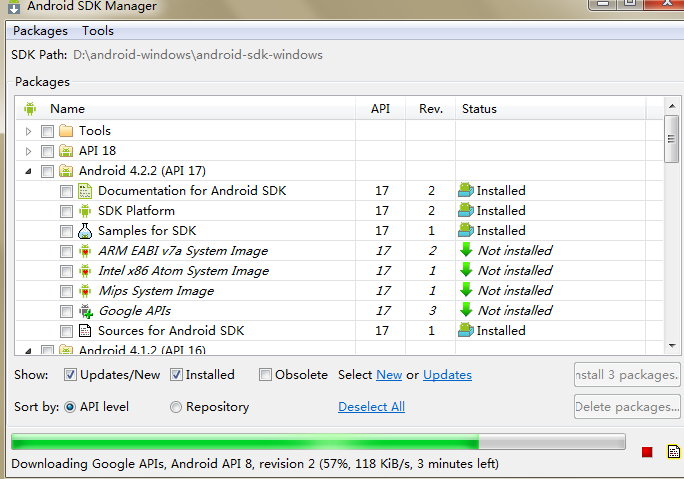 Android SDK Manager
Packages Tools
SDK Path: D:\android-windows\android-sdk-windows
Packages
Name API Rev. Status
Tools
API 18
Android 4.2.2 (API 17)
Documentation for Android SDK 17 2 Installed
SDK Platform 17 2 Installed
Samples for SDK 17 1 Installed
ARM EABI v7a System Image 17 2 Not installed
Intel x86 Atom System Image 17 1 Not installed
Mips System Image 17 1 Not installed
Google APIs 17 3 Not installed
Sources for Android SDK 17 1 Installed
Android 4.1.2 (API 16)
Show: Updates/New Installed Obsolete Select New or Updates nstall 3 packages.
Sort by: API level Repository Deselect All Delete packages...
Downloading Google APIs, Android API 8, revision 2 (57%, 118 KiB/s, 3 minutes left)